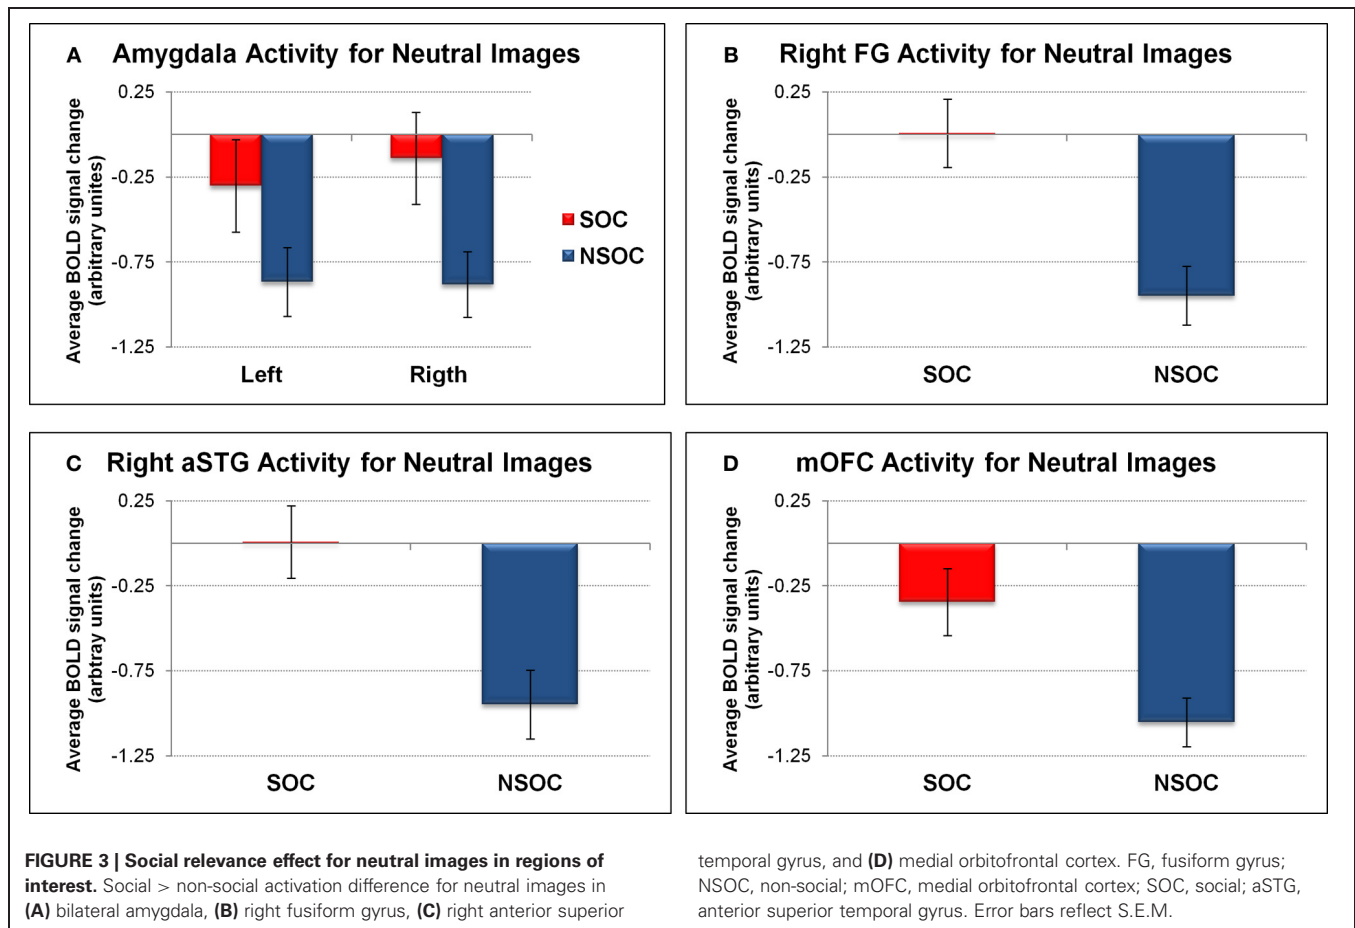 A Amygdala Activity for Neutral Images
Average BOLD signal change
(arbitrary unites)
0.25
-0.25
-0.75
-1.25
Left Rigth
SOC
NSOC
B Right FG Activity for Neutral Images
Average BOLD signal change
(arbitrary units)
0.25
-0.25
-0.75
-1.25
SOC NSOC
C Right aSTG Activity for Neutral Images
Average BOLD signal change
(arbtray units)
0.25
-0.25
-0.75
-1.25
SOC NSOC
D mOFC Activity for Neutral Images
Average BOLD signal change
(arbitrary units)
0.25
-0.25
-0.75
-1.25
SOC NSOC
FIGURE 3 | Social relevance effect for neutral images in regions of
interest. Social > non-social activation difference for neutral images in
(A) bilateral amygdala, (B) right fusiform gyrus, (C) right anterior superior
temporal gyrus, and (D) medial orbitofrontal cortex. FG, fusiform gyrus;
NSOC, non-social; mOFC, medial orbitofrontal cortex; SOC, social; aSTG,
anterior superior temporal gyrus. Error bars reflect S.E.M.